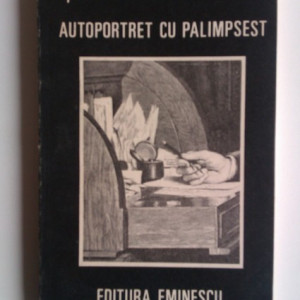 AUTOPORTRET CU PALIMPSEST
EDITURA EMINESCU